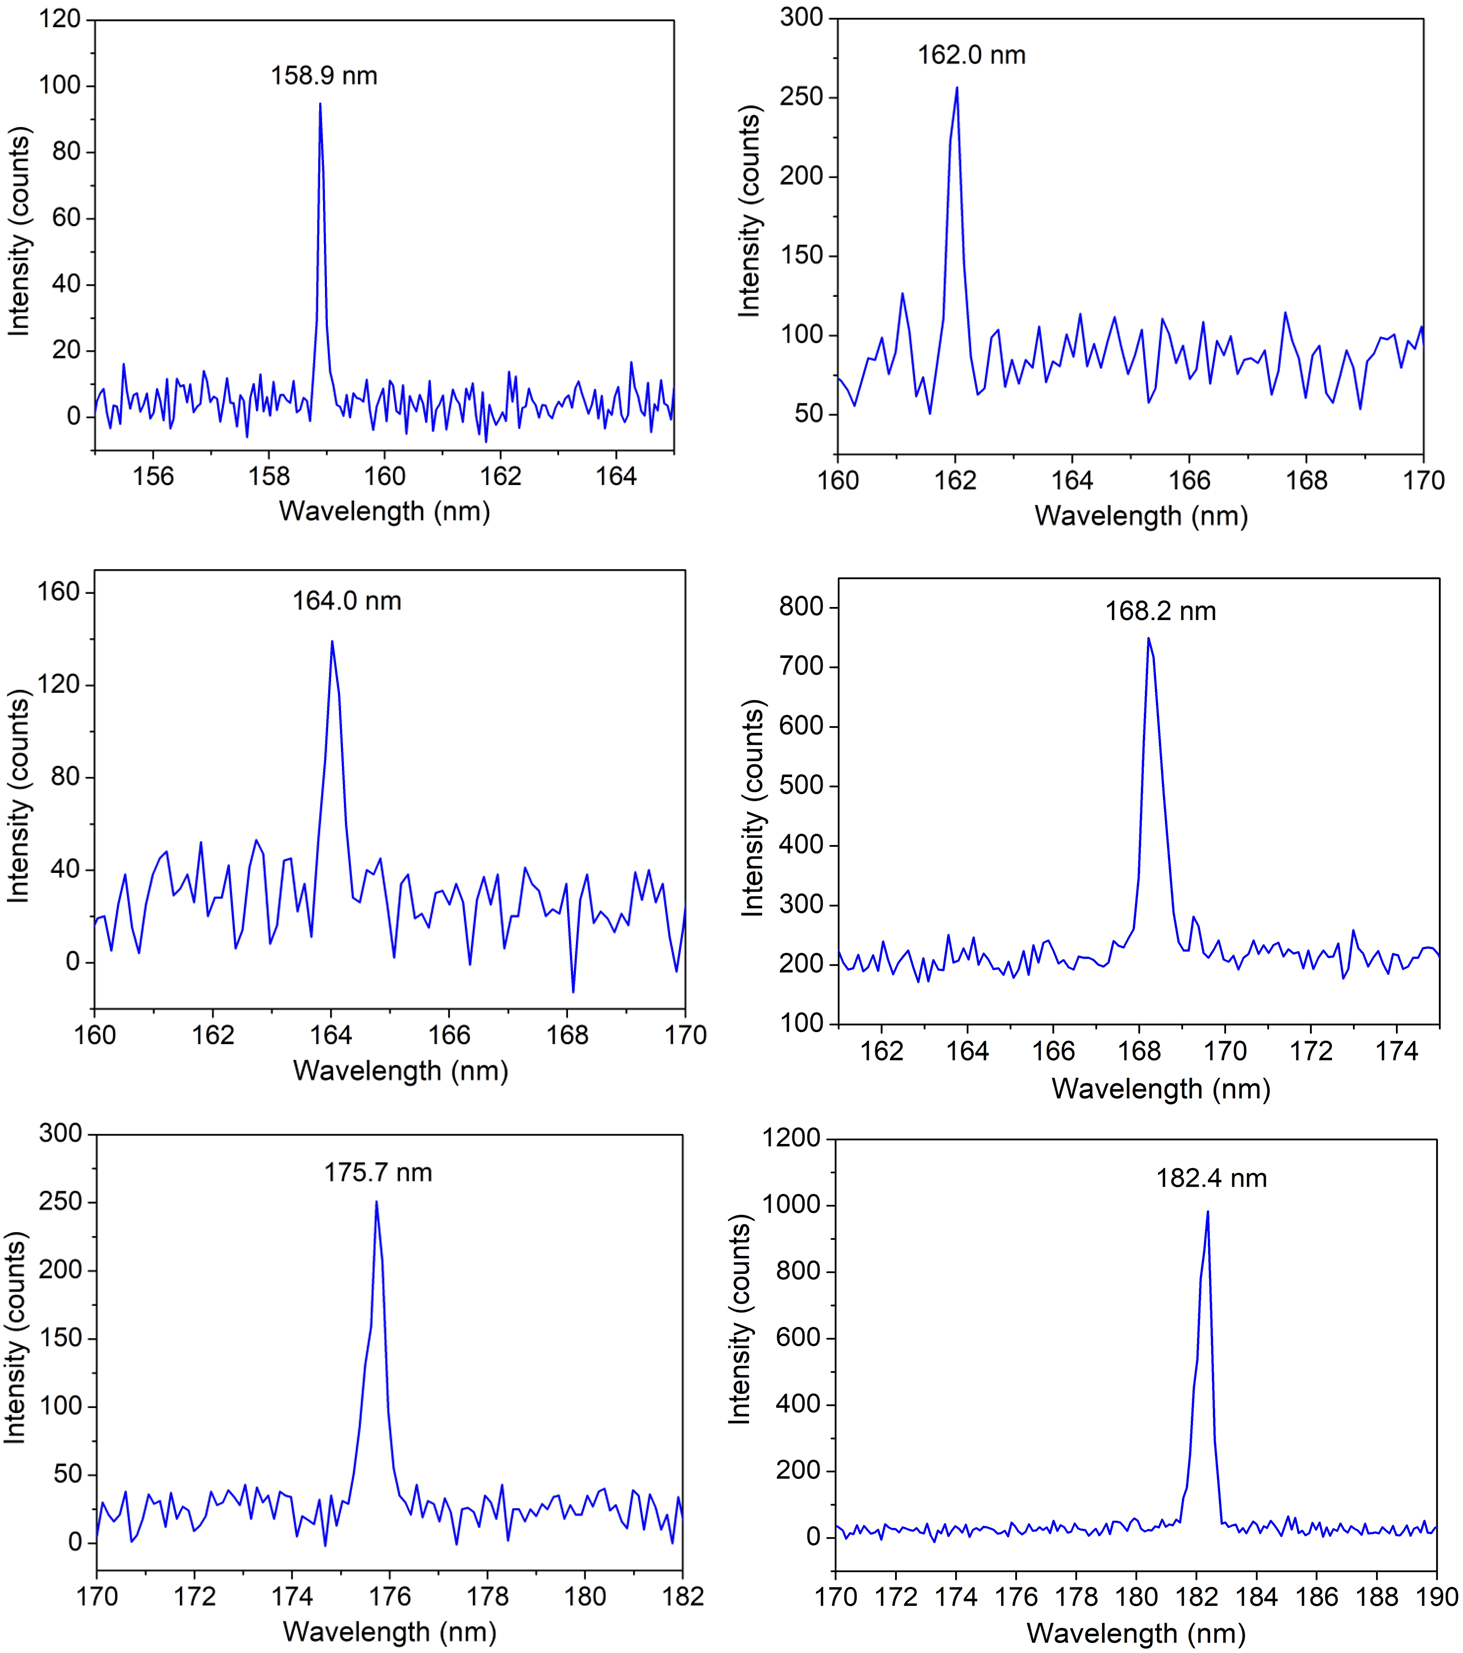 158.9 nm
Intensity (counts)
120
100
80
60
40
20
0
156 158 160 162 164
Wavelength (nm)
162.0 nm
Intensity (counts)
300
250
200
150
100
50
160 162 164 166 168 170
Wavelength (nm)
164.0 nm
Intensity (counts)
160
120
80
40
0
160 162 164 166 168 170
Wavelength (nm)
168.2 nm
Intensity (counts)
800
700
600
500
400
300
200
100
162 164 166 168 170 172 174
Wavelength (nm)
175.7 nm
Intensity (counts)
300
250
200
150
100
50
0
170 172 174 176 178 180 182
Wavelength (nm)
182.4 nm
Intensity (counts)
1200
1000
800
600
400
200
0
170 172 174 176 178 180 182 184 186 188 190
Wavelength (nm)